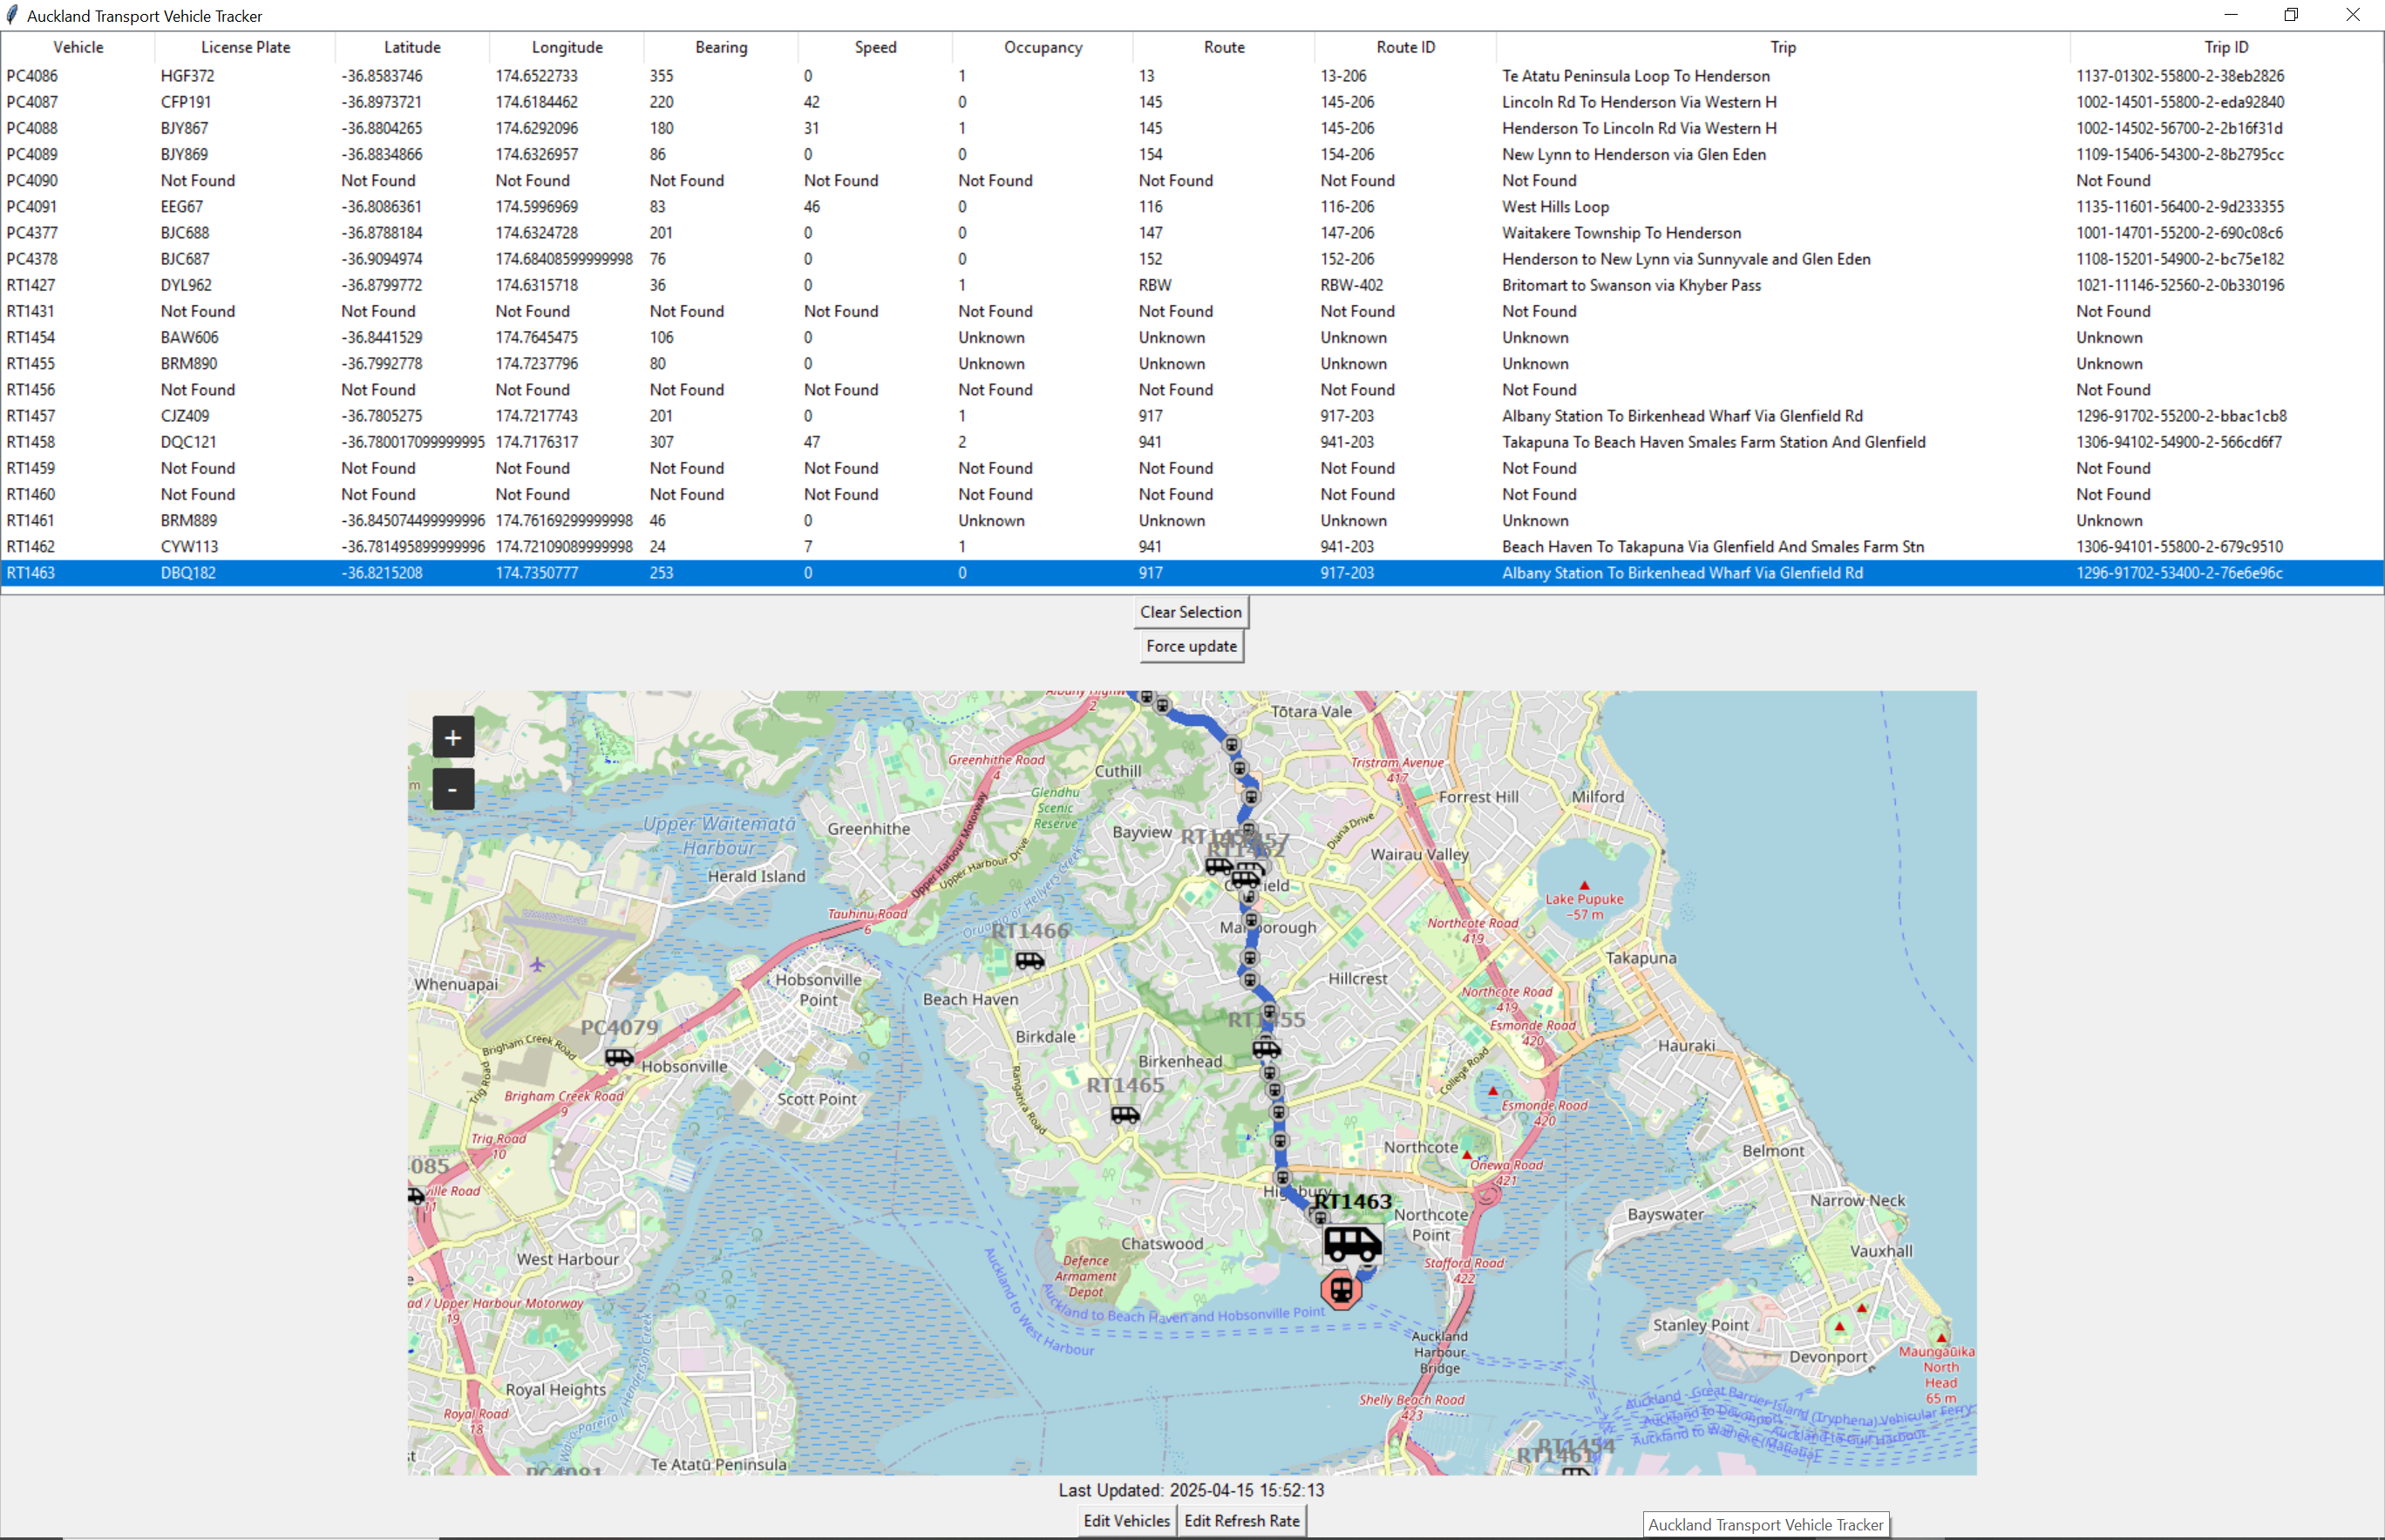 Auckland Transport Vehicle Tracker
Vehicle License Plate Latitude Longitude Bearing Speed Occupancy Route Route ID Trip Trip ID
PC4086 HGF372 -36.8583746 174.6522733 355 0 1 13 13-206 Te Atatu Peninsula Loop To Henderson 1137-01302-55800-2-38eb2826
PC4087 CFP191 -36.8973721 174.6184462 220 42 0 145 145-206 Lincoln Rd To Henderson Via Western H 1002-14501-55800-2-eda92840
PC4088 BJY867 -36.8804265 174.6292096 180 31 1 145 145-206 Henderson To Lincoln Rd Via Western H 1002-14502-56700-2-2b16f31d
PC4089 BJY869 -36.8834866 174.6326957 86 0 0 154 154-206 New Lynn to Henderson via Glen Eden 1109-15406-54300-2-8b2795cc
PC4090 Not Found Not Found Not Found Not Found Not Found Not Found Not Found Not Found Not Found Not Found
PC4091 EEG67 -36.8086361 174.5996969 83 46 0 116 116-206 West Hills Loop 1135-11601-56400-2-9d233355
PC4377 BJC688 -36.8788184 174.6324728 201 0 0 147 147-206 Waitakere Township To Henderson 1001-14701-55200-2-690c08c6
PC4378 BJC687 -36.9094974 174.68408599999998 76 0 0 152 152-206 Henderson to New Lynn via Sunnyvale and Glen Eden 1108-15201-54900-2-bc75e182
RT1427 DYL962 -36.8799772 174.6315718 36 0 1 RBW RBW-402 Britomart to Swanson via Khyber Pass 1021-11146-52560-2-0b330196
RT1431 Not Found Not Found Not Found Not Found Not Found Not Found Not Found Not Found Not Found Not Found
RT1454 BAW606 -36.8441529 174.7645475 106 0 Unknown Unknown Unknown Unknown Unknown
RT1455 BRM890 -36.7992778 174.7237796 80 0 Unknown Unknown Unknown Unknown Unknown
RT1456 Not Found Not Found Not Found Not Found Not Found Not Found Not Found Not Found Not Found Not Found
RT1457 CJZ409 -36.7805275 174.7217743 201 0 1 917 917-203 Albany Station To Birkenhead Wharf Via Glenfield Rd 1296-91702-55200-2-bbac1cb8
RT1458 DQC121 -36.780017099999995 174.7176317 307 47 2 941 941-203 Takapuna To Beach Haven Smales Farm Station And Glenfield 1306-94102-54900-2-566cd6f7
RT1459 Not Found Not Found Not Found Not Found Not Found Not Found Not Found Not Found Not Found Not Found
RT1460 Not Found Not Found Not Found Not Found Not Found Not Found Not Found Not Found Not Found Not Found
RT1461 BRM889 -36.845074499999996 174.76169299999998 46 0 Unknown Unknown Unknown Unknown Unknown
RT1462 CYW113 -36.781495899999996 174.72109089999998 24 7 1 941 941-203 Beach Haven To Takapuna Via Glenfield And Smales Farm Stn 1306-94101-55800-2-679c9510
RT1463 DBQ182 -36.8215208 174.7350777 253 0 0 917 917-203 Albany Station To Birkenhead Wharf Via Glenfield Rd 1296-91702-53400-2-76e6e96c
Clear Selection
Force update
+
-
2
Tōtara Vale
Greenhithe Road
4
Cuthill
Tristram Avenue
417
Glendhu
Scenic
Reserve
Forrest Hill
Milford
Upper Waitematā
Harbour
Greenhithe
Bayview
Diana Drive
Wairau Valley
Upper Harbour Motorway
Upper Harbour Drive
Herald Island
Lake Pupuke
−57 m
Tauhinu Road
6
Northcote Road
419
RT1466
Takapuna
Whenuapai
Hobsonville
Point
Beach Haven
Hillcrest
Northcote Road
419
RT1455
Esmonde Road
420
PC4079
Birkdale
Hauraki
Brigham Creek Road
Hobsonville
Birkenhead
College Road
Trig Road
RT1465
Rangatira Road
Brigham Creek Road
9
Scott Point
Esmonde Road
420
Trig Road
10
Northcote
Onewa Road
421
Belmont
085
ville Road
11
RT1463
Narrow Neck
Northcote
Point
Bayswater
West Harbour
Chatswood
Vauxhall
Defence
Armament
Depot
Stafford Road
422
ad / Upper Harbour Motorway
19
Auckland to West Harbour
Auckland to Beach Haven and Hobsonville Point
Stanley Point
Auckland
Harbour
Bridge
Devonport
Maungaūika
North
Head
65 m
Royal Heights
Shelly Beach Road
423
Royal Road
18
Auckland - Great Barrier Island (Tryphena) Vehicular Ferry
Auckland to Devonport
Auckland to Gulf Harbour
RT1454
RT1461
Te Atatū Peninsula
PC4081
Last Updated: 2025-04-15 15:52:13
Edit Vehicles Edit Refresh Rate
Auckland Transport Vehicle Tracker